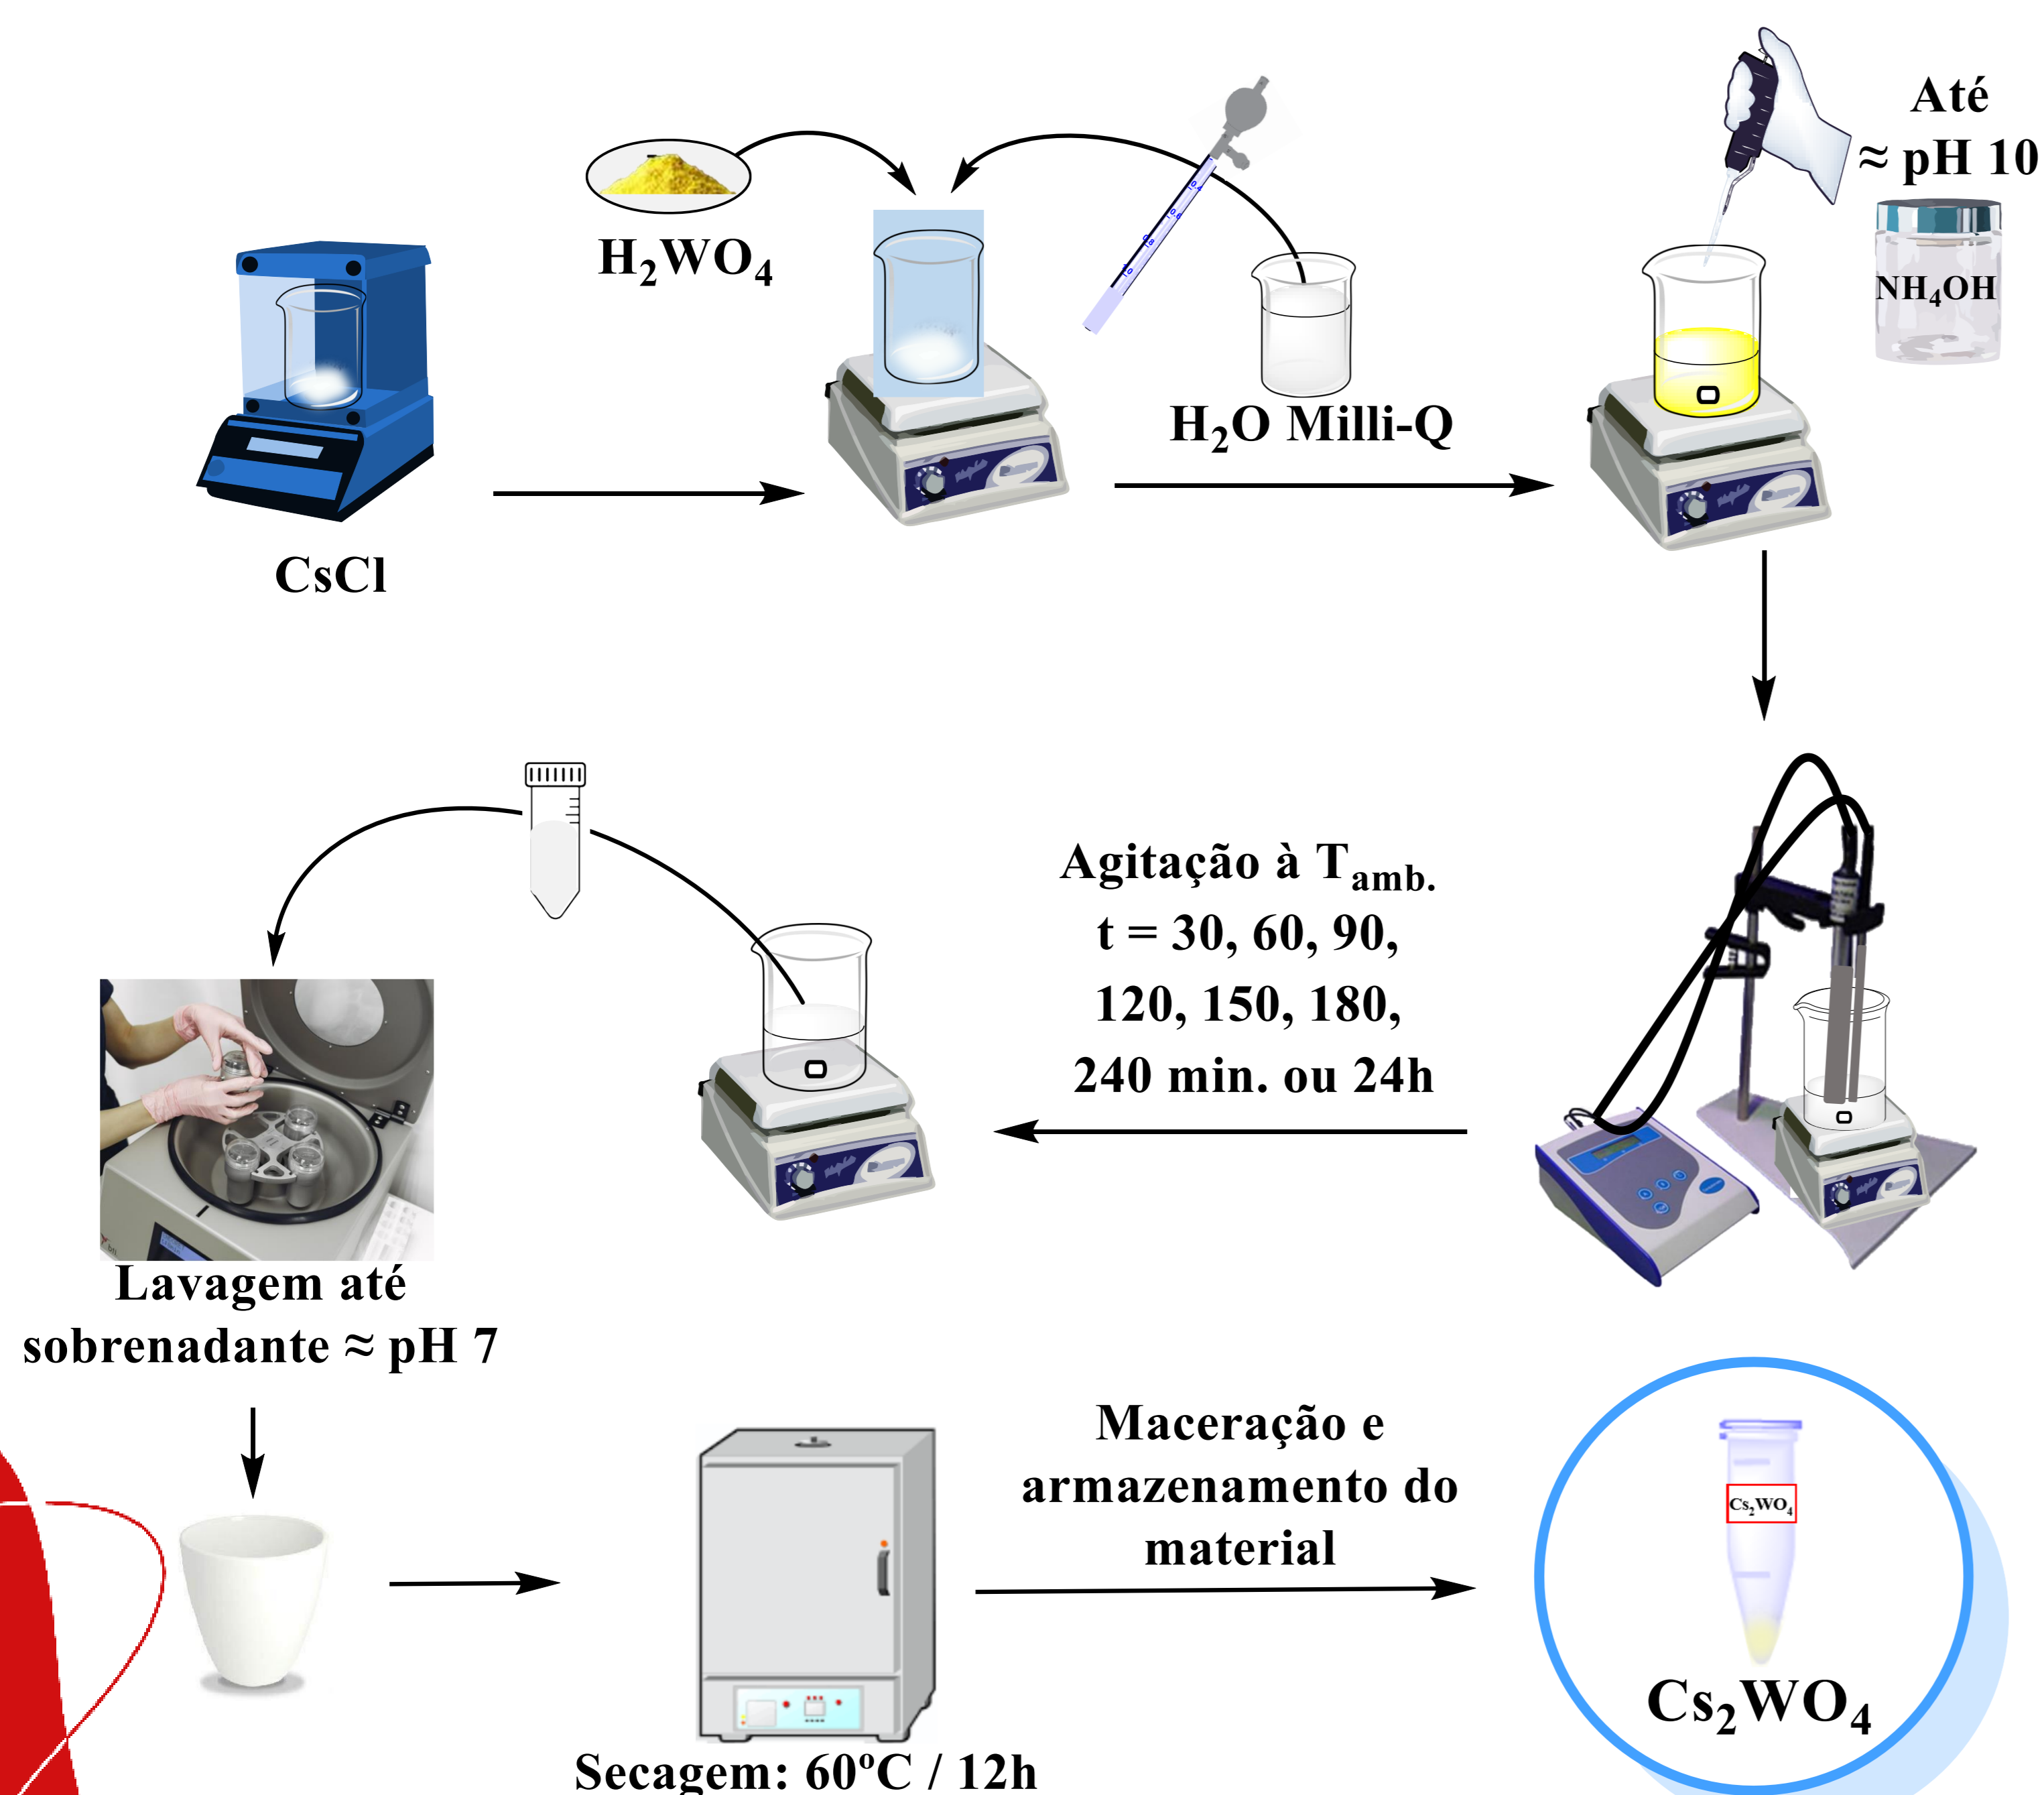 H₂WO₄
CsCl
H₂O Milli-Q
Até
≈ pH 10
NH₄OH
Agitação à Tamb.
t = 30, 60, 90,
120, 150, 180,
240 min. ou 24h
Lavagem até
sobrenadante ≈ pH 7
Secagem: 60ºC / 12h
Maceração e
armazenamento do
material
Cs₂WO₄
Cs₂WO₄